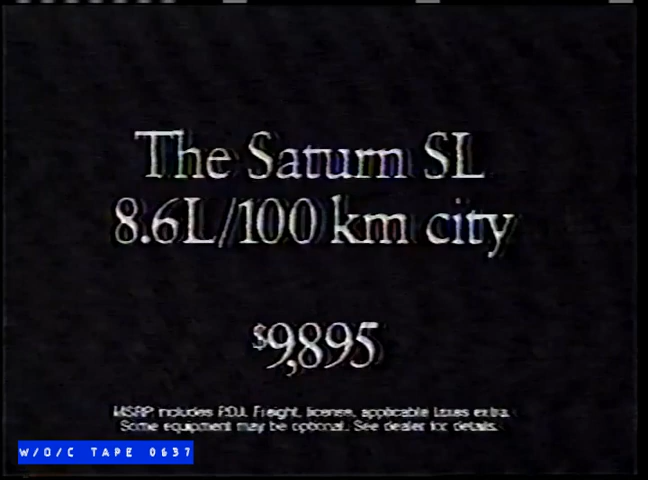 The Saturn SL
8.6L/100 km city
$9,895
MSRP includes P.D.I. Freight, license, applicable taxes extra.
Some equipment may be optional. See dealer for details.
W/O/C TAPE 0637